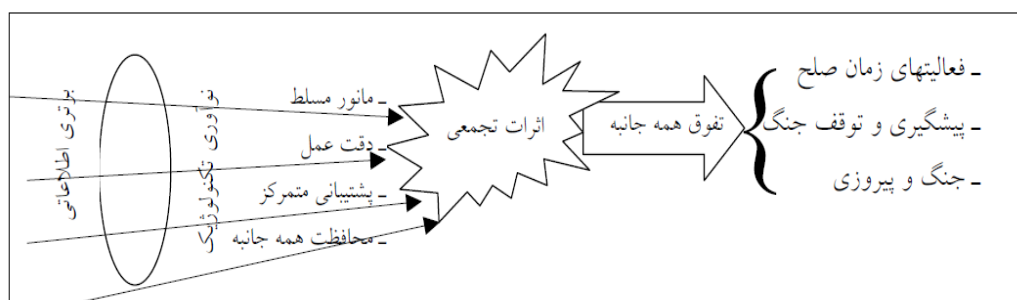 ـ فعالیتهای زمان صلح
ـ پیشگیری و توقف جنگ
ـ جنگ و پیروزی
تفوق همه جانبه
اثرات تجمعی
ـ مانور مسلط
ـ دقت عمل
ـ پشتیبانی متمرکز
ـ محافظت همه جانبه
نوآوری تکنولوژیک
برتری اطلاعاتی